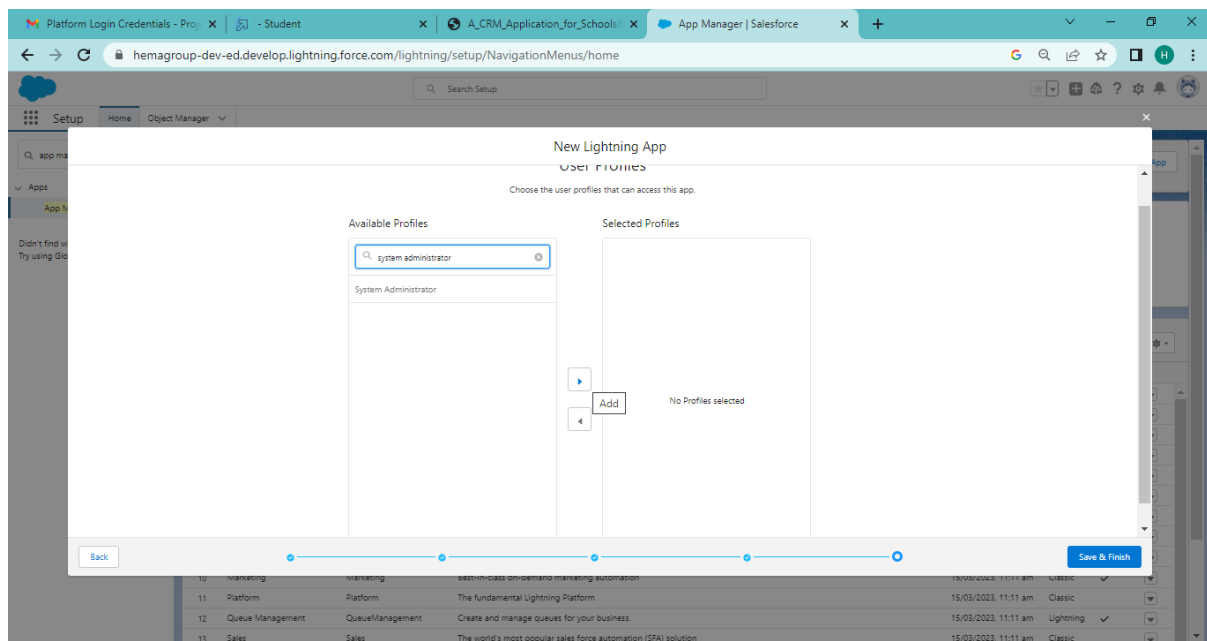 Platform Login Credentials - Proj
- Student
A_CRM_Application_for_Schools&
App Manager | Salesforce
hemagroup-dev-ed.develop.lightning.force.com/lightning/setup/NavigationMenus/home
G
H
Search Setup
Setup
Home
Object Manager
app ma
Apps
App M
Didn't find w
Try using Glo
App
New Lightning App
User Profiles
Choose the user profiles that can access this app.
Available Profiles
Selected Profiles
system administrator
System Administrator
Add
No Profiles selected
Back
Save & Finish
10 Marketing Marketing Best-in-class on-demand marketing automation 15/03/2023, 11:11 am Classic
11 Platform Platform The fundamental Lightning Platform 15/03/2023, 11:11 am Classic
12 Queue Management QueueManagement Create and manage queues for your business. 15/03/2023, 11:11 am Lightning
13 Sales Sales The world's most popular sales force automation (SFA) solution 15/03/2023, 11:11 am Classic